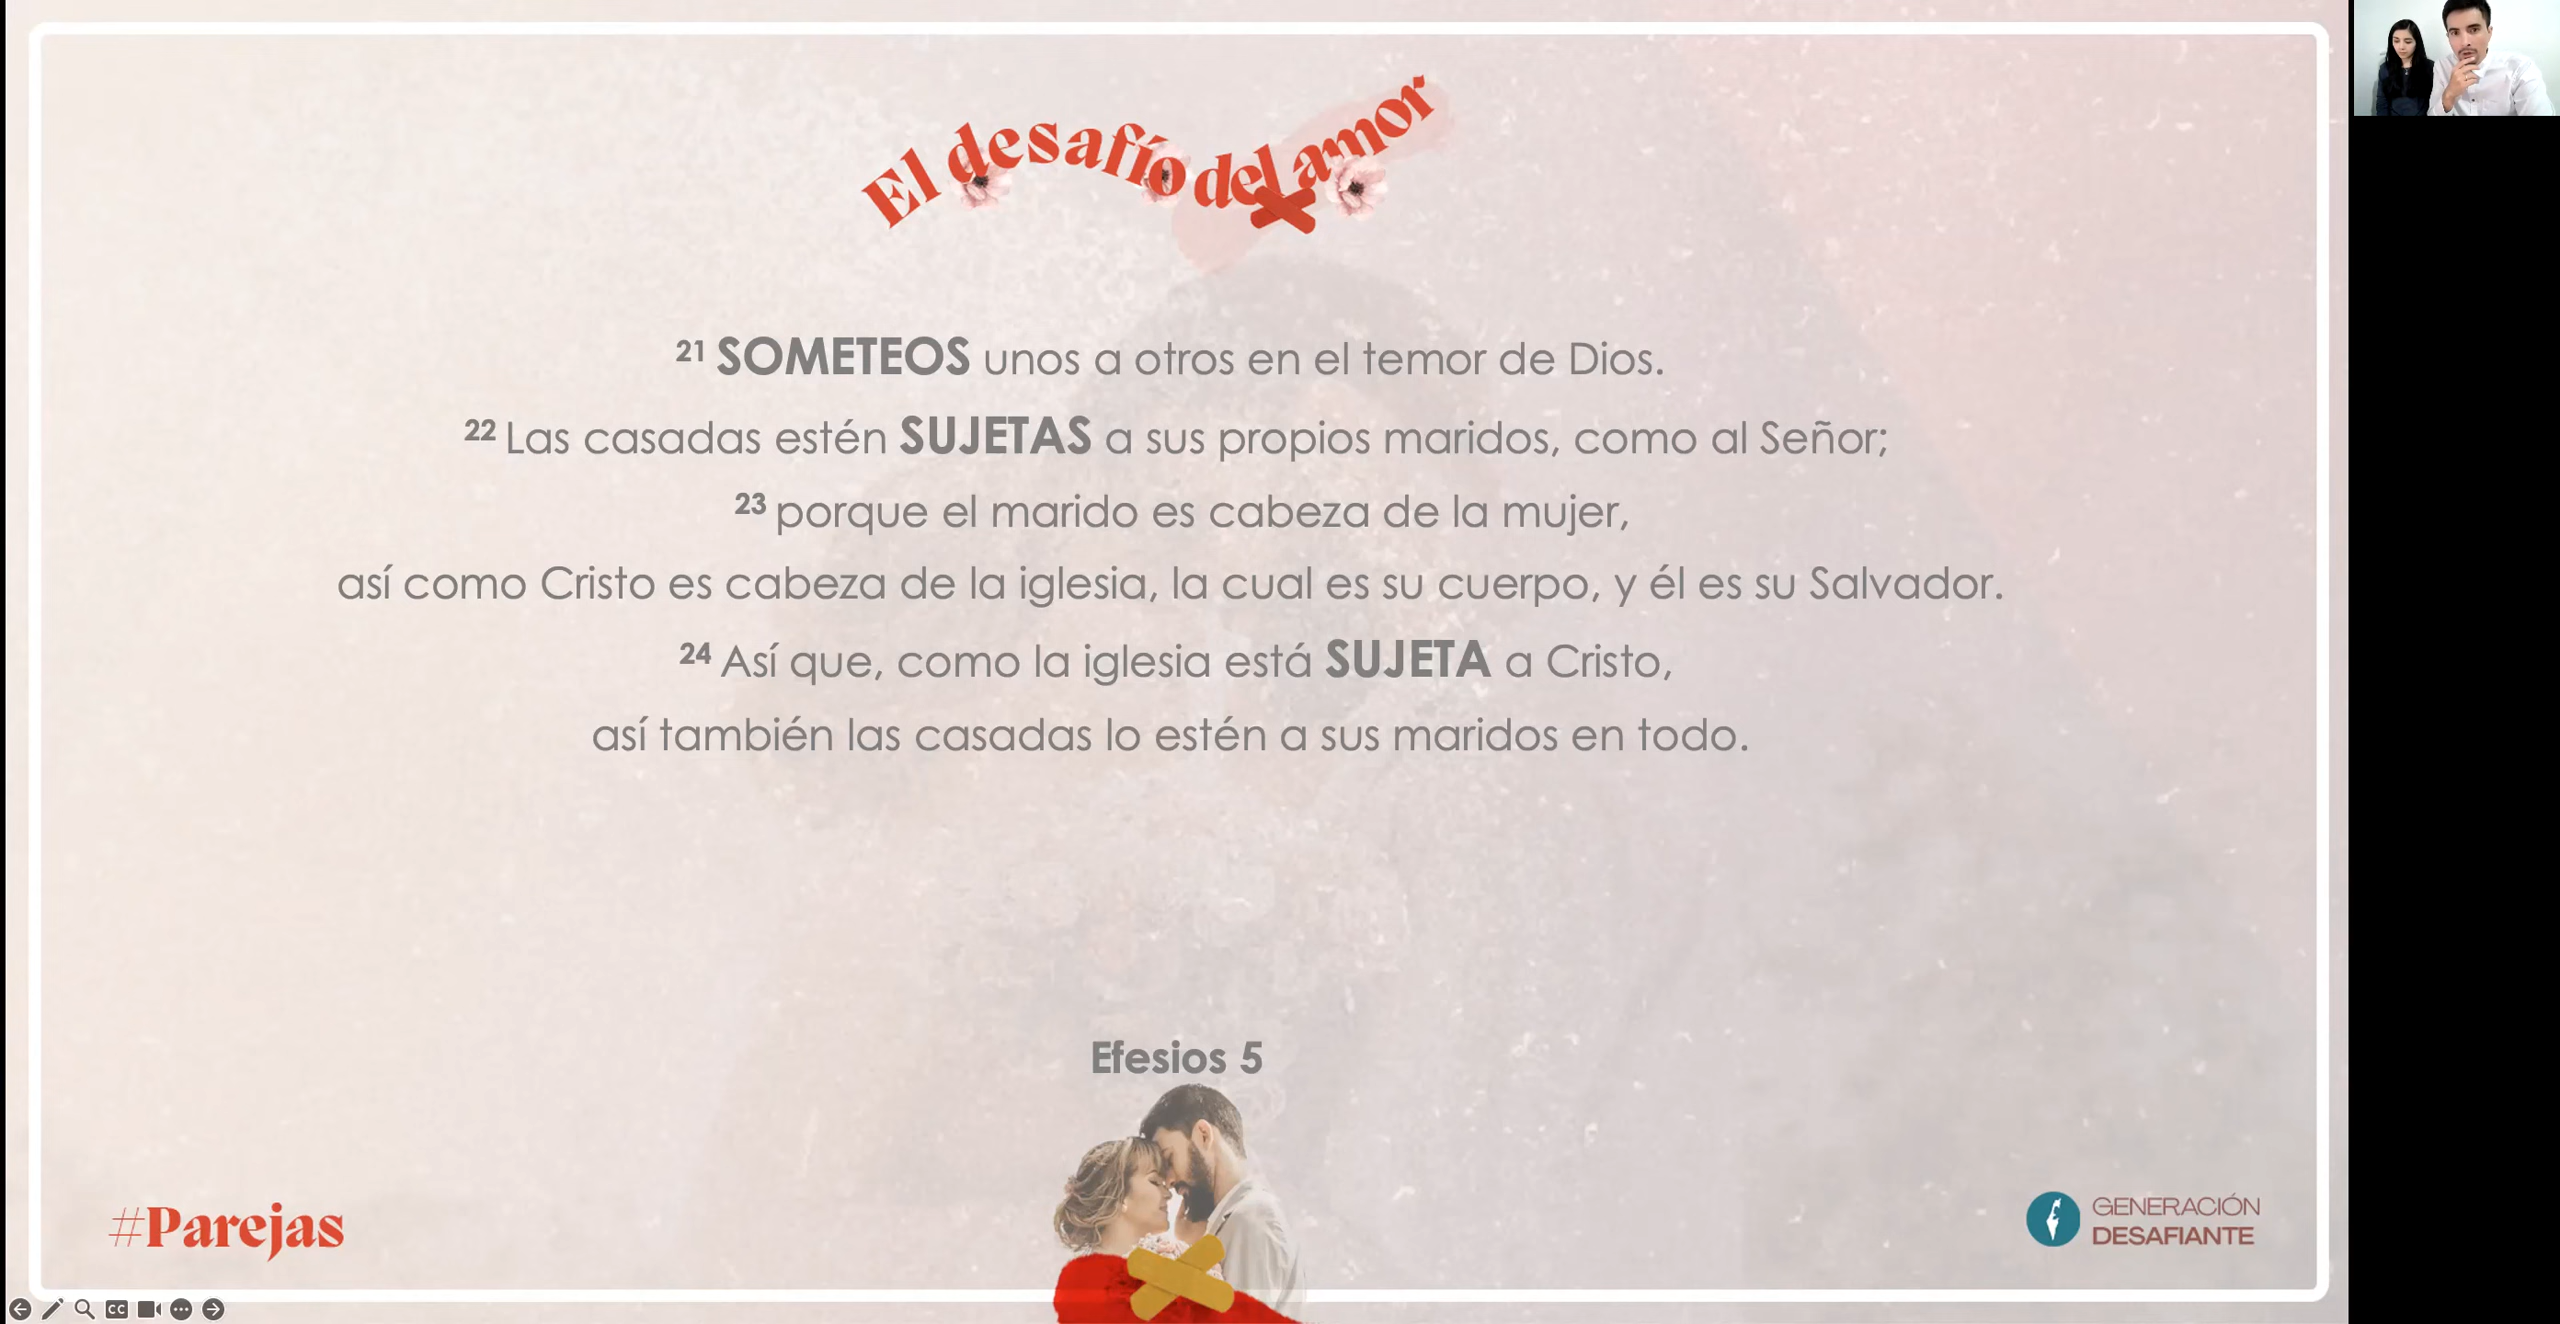 El desafío del amor
21 SOMETEOS unos a otros en el temor de Dios.
22 Las casadas estén SUJETAS a sus propios maridos, como al Señor;
23 porque el marido es cabeza de la mujer,
así como Cristo es cabeza de la iglesia, la cual es su cuerpo, y él es su Salvador.
24 Así que, como la iglesia está SUJETA a Cristo,
así también las casadas lo estén a sus maridos en todo.
Efesios 5
#Parejas
GENERACIÓN
DESAFIANTE
CC